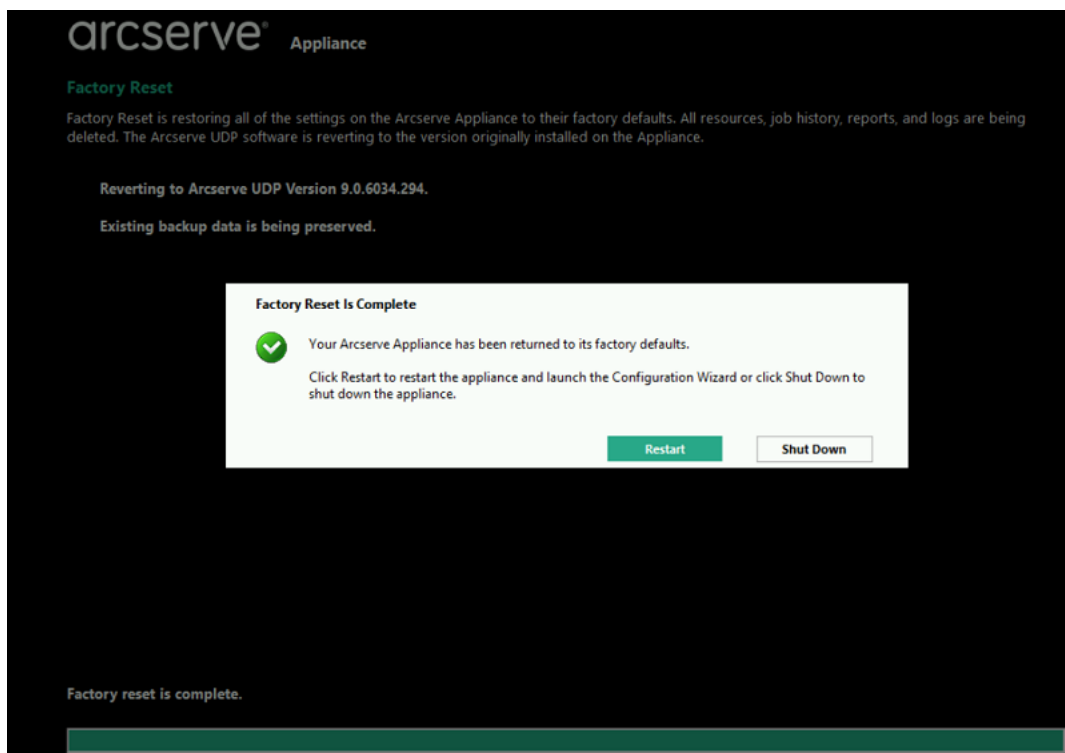 arcserve® Appliance
Factory Reset
Factory Reset is restoring all of the settings on the Arcserve Appliance to their factory defaults. All resources, job history, reports, and logs are being
deleted. The Arcserve UDP software is reverting to the version originally installed on the Appliance.
Reverting to Arcserve UDP Version 9.0.6034.294.
Existing backup data is being preserved.
Factory Reset Is Complete
Your Arcserve Appliance has been returned to its factory defaults.
Click Restart to restart the appliance and launch the Configuration Wizard or click Shut Down to
shut down the appliance.
Restart Shut Down
Factory reset is complete.